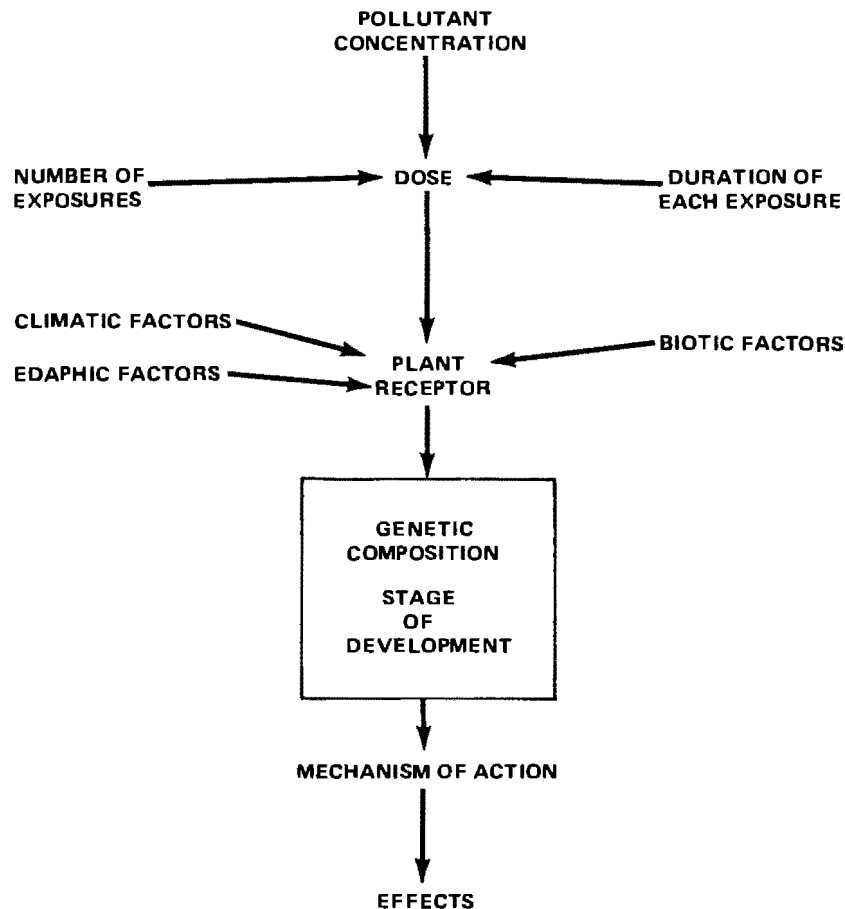 POLLUTANT
CONCENTRATION
NUMBER OF
EXPOSURES
DOSE
DURATION OF
EACH EXPOSURE
CLIMATIC FACTORS
EDAPHIC FACTORS
PLANT
RECEPTOR
BIOTIC FACTORS
GENETIC
COMPOSITION
STAGE
OF
DEVELOPMENT
MECHANISM OF ACTION
EFFECTS